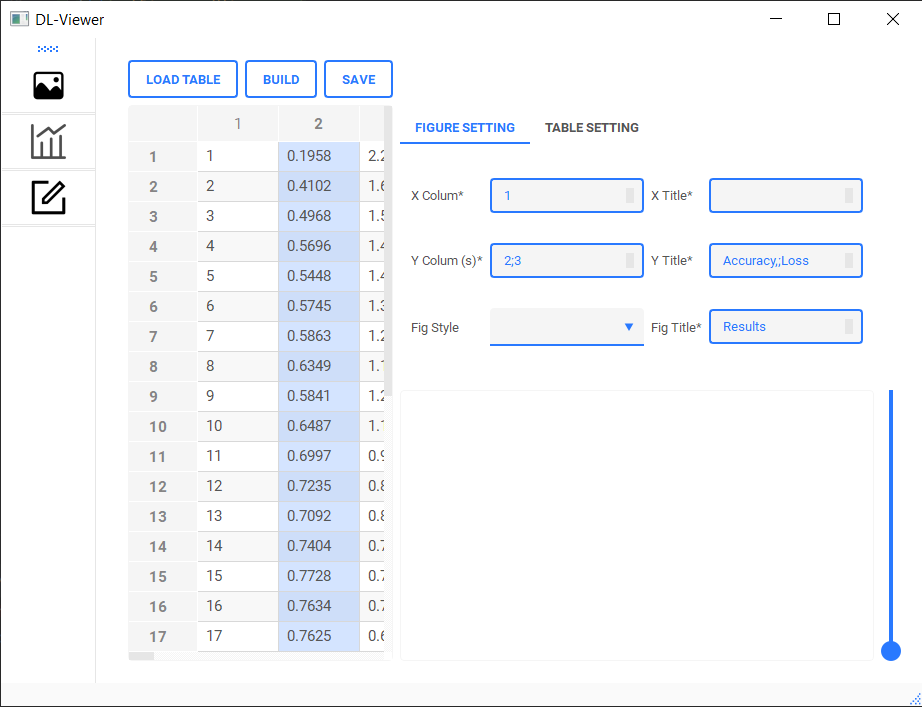 DL-Viewer
LOAD TABLE BUILD SAVE
FIGURE SETTING TABLE SETTING
1 2
1 1 0.1958 2.2
2 2 0.4102 1.6
3 3 0.4968 1.5
4 4 0.5696 1.4
5 5 0.5448 1.4
6 6 0.5745 1.3
7 7 0.5863 1.2
8 8 0.6349 1.1
9 9 0.5841 1.2
10 10 0.6487 1.1
11 11 0.6997 0.9
12 12 0.7235 0.8
13 13 0.7092 0.8
14 14 0.7404 0.7
15 15 0.7728 0.7
16 16 0.7634 0.7
17 17 0.7625 0.6
X Colum* 1 X Title*
Y Colum (s)* 2;3 Y Title* Accuracy,;Loss
Fig Style Fig Title* Results